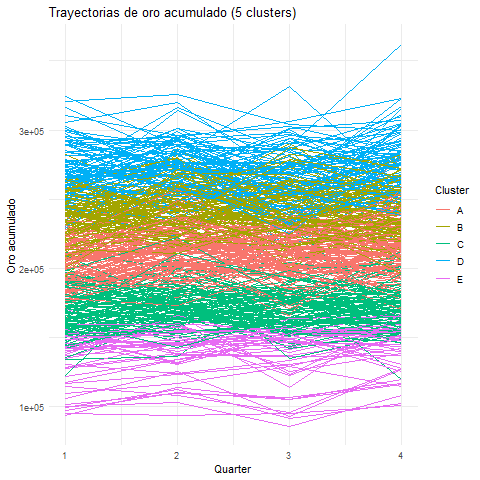 Trayectorias de oro acumulado (5 clusters)
3e+05
2e+05
1e+05
Oro acumulado
1 2 3 4
Quarter
Cluster
A
B
C
D
E